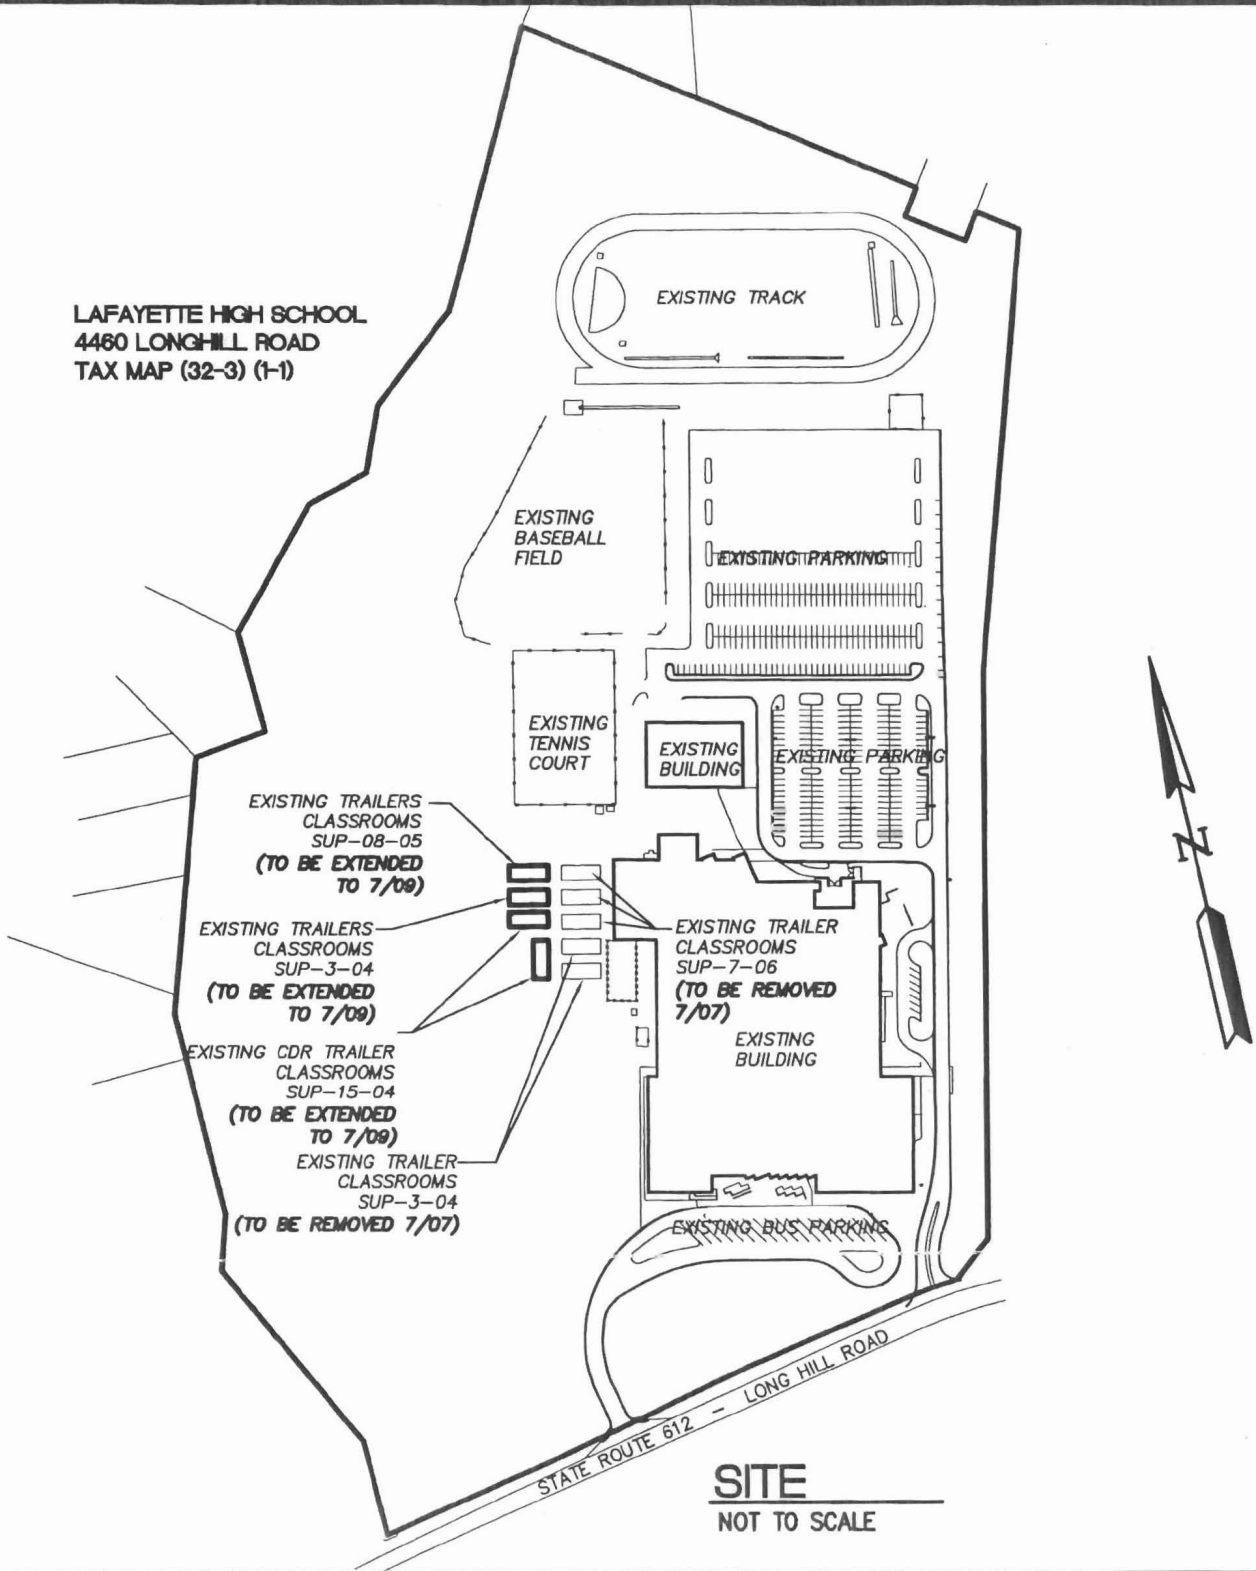 LAFAYETTE HIGH SCHOOL
4460 LONGHILL ROAD
TAX MAP (32-3) (1-1)
EXISTING TRACK
EXISTING
BASEBALL
FIELD
EXISTING PARKING
EXISTING
TENNIS
COURT
EXISTING
BUILDING
EXISTING PARKING
EXISTING TRAILERS
CLASSROOMS
SUP-08-05
(TO BE EXTENDED
TO 7/09)
EXISTING TRAILERS
CLASSROOMS
SUP-3-04
(TO BE EXTENDED
TO 7/09)
EXISTING CDR TRAILER
CLASSROOMS
SUP-15-04
(TO BE EXTENDED
TO 7/09)
EXISTING TRAILER
CLASSROOMS
SUP-3-04
(TO BE REMOVED 7/07)
EXISTING TRAILER
CLASSROOMS
SUP-7-06
(TO BE REMOVED
7/07)
EXISTING
BUILDING
N
EXISTING BUS PARKING
STATE ROUTE 612 - LONG HILL ROAD
SITE
NOT TO SCALE